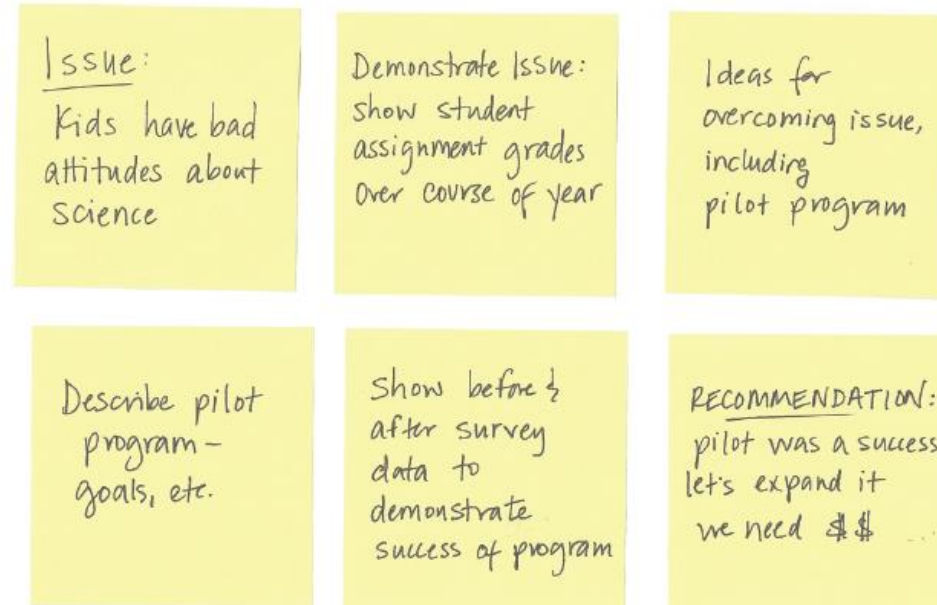 Issue:
Kids have bad
attitudes about
science
Demonstrate Issue:
show student
assignment grades
over course of year
Ideas for
overcoming issue,
including
pilot program
Describe pilot
program –
goals, etc.
Show before &
after survey
data to
demonstrate
success of program
RECOMMENDATION:
pilot was a success
let's expand it
we need $$